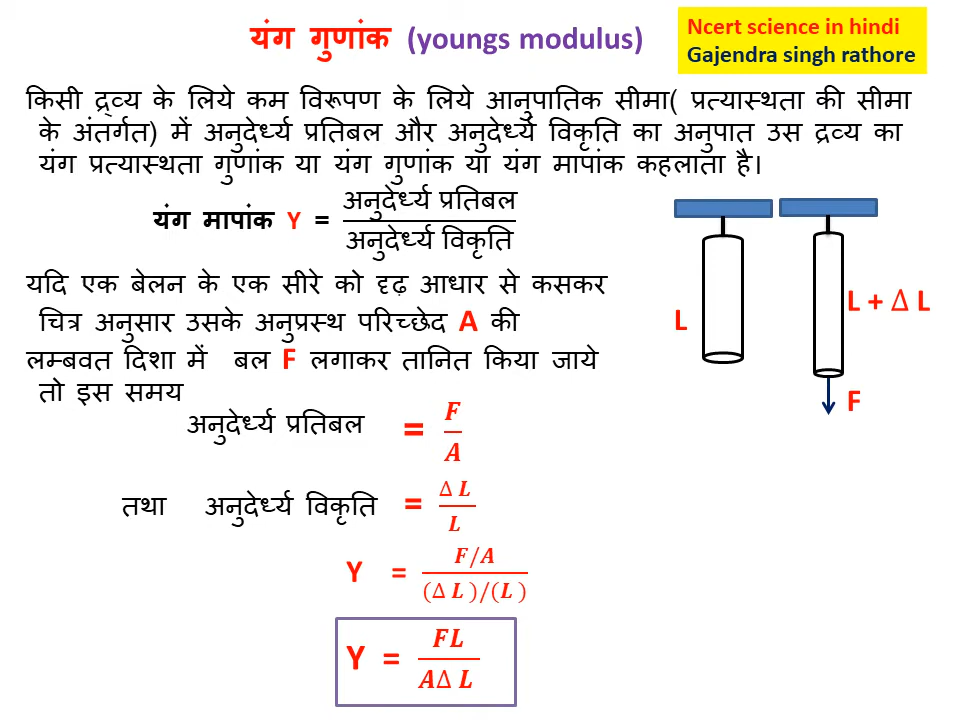 यंग गुणांक (youngs modulus)
Ncert science in hindi
Gajendra singh rathore
किसी द्रव्य के लिये कम विरूपण के लिये आनुपातिक सीमा( प्रत्यास्थता की सीमा
के अंतर्गत) में अनुदेर्ध्य प्रतिबल और अनुदेर्ध्य विकृति का अनुपात उस द्रव्य का
यंग प्रत्यास्थता गुणांक या यंग गुणांक या यंग मापांक कहलाता है।
अनुदेर्ध्य प्रतिबल
यंग मापांक Y =
अनुदेर्ध्य विकृति
यदि एक बेलन के एक सीरे को दृढ़ आधार से कसकर
चित्र अनुसार उसके अनुप्रस्थ परिच्छेद A की
लम्बवत दिशा में बल F लगाकर तानित किया जाये
तो इस समय
L
L + Δ L
F
अनुदेर्ध्य प्रतिबल = F/A
तथा अनुदेर्ध्य विकृति = Δ L/L
Y = F/A / (Δ L )/(L )
Y = FL/AΔ L